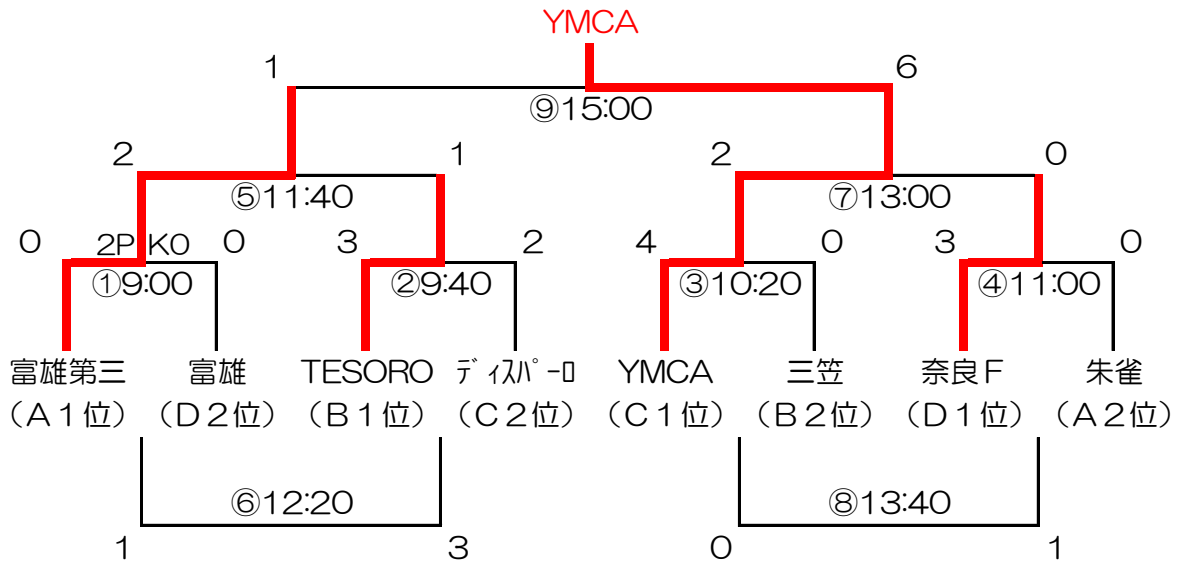 YMCA
1 6
⑨15:00
2 1 2 0
⑤11:40 ⑦13:00
0 2PK0 0 3 2 4 0 3 0
①9:00 ②9:40 ③10:20 ④11:00
富雄第三 富雄 TESORO ディスパーロ YMCA 三笠 奈良F 朱雀
（A１位） （D２位） （B１位） （C２位） （C１位） （B２位） （D１位） （A２位）
⑥12:20 ⑧13:40
1 3 0 1